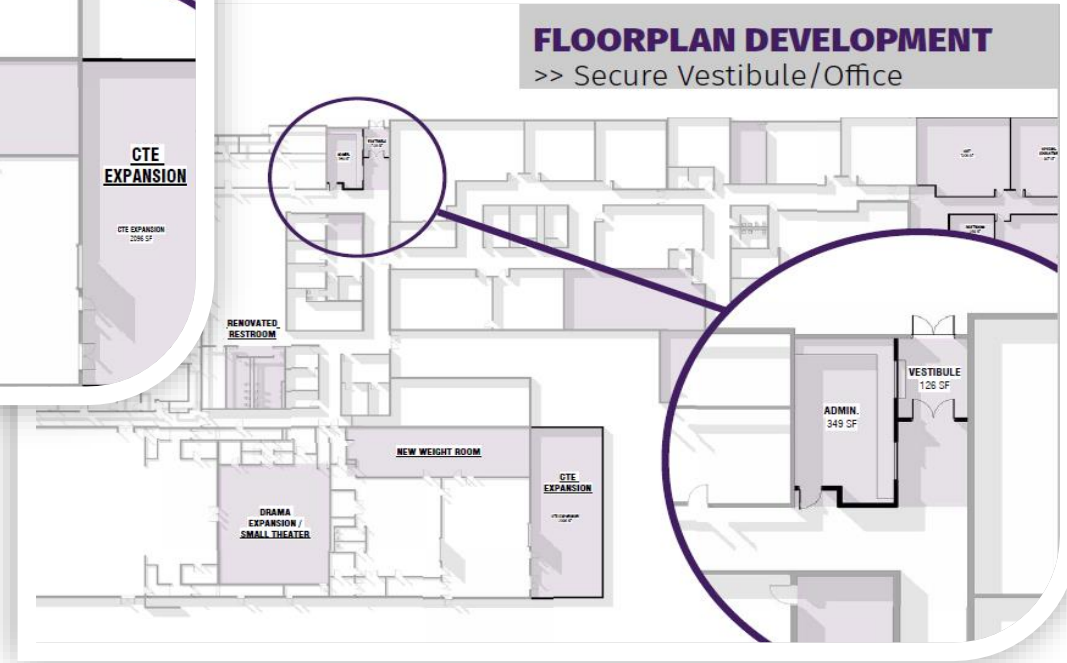 FLOORPLAN DEVELOPMENT
>> Secure Vestibule/Office
CTE
EXPANSION
CTE EXPANSION
2096 SF
RENOVATED
RESTROOM
NEW WEIGHT ROOM
CTE
EXPANSION
DRAMA
EXPANSION /
SMALL THEATER
VESTIBULE
126 SF
ADMIN.
349 SF